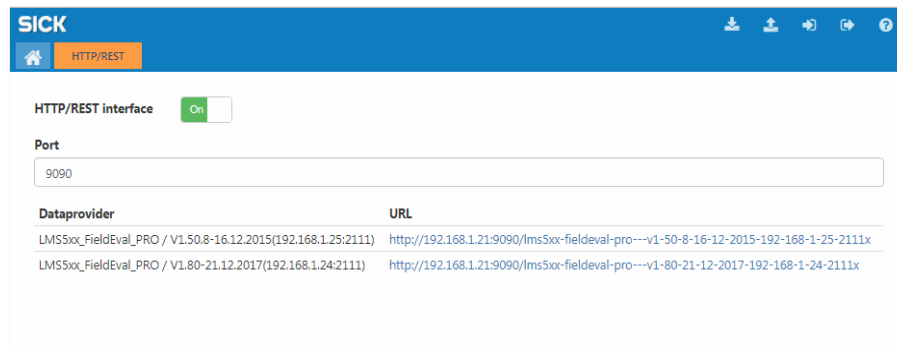 SICK
HTTP/REST
HTTP/REST interface On
Port
9090
Dataprovider URL
LMS5xx_FieldEval_PRO / V1.50.8-16.12.2015(192.168.1.25:2111) http://192.168.1.21:9090/lms5xx-fieldeval-pro---v1-50-8-16-12-2015-192-168-1-25-2111x
LMS5xx_FieldEval_PRO / V1.80-21.12.2017(192.168.1.24:2111) http://192.168.1.21:9090/lms5xx-fieldeval-pro---v1-80-21-12-2017-192-168-1-24-2111x